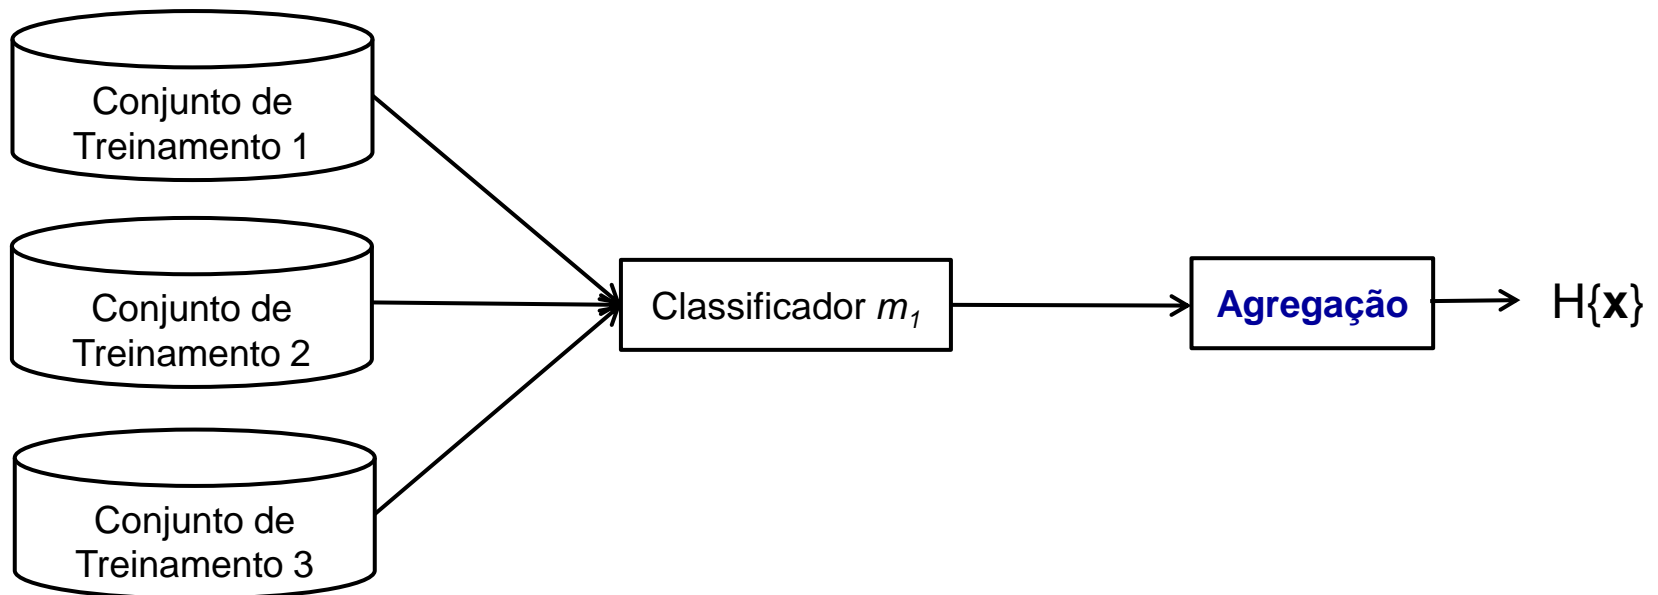 Conjunto de
Treinamento 1
Conjunto de
Treinamento 2
Conjunto de
Treinamento 3
Classificador m1
Agregação
H{x}